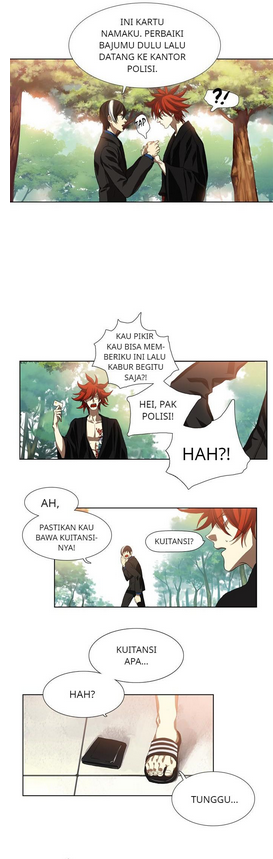 INI KARTU
NAMAKU. PERBAIKI
BAJUMU DULU LALU
DATANG KE KANTOR
POLISI.
?!
TAP
KAU PIKIR
KAU BISA MEM-
BERIKU INI LALU
KABUR BEGITU
SAJA?!
HEI, PAK
POLISI!
HAH?!
AH,
PASTIKAN KAU
BAWA KUITANSI-
NYA!
KUITANSI?
KUITANSI
APA...
HAH?
TUNGGU...